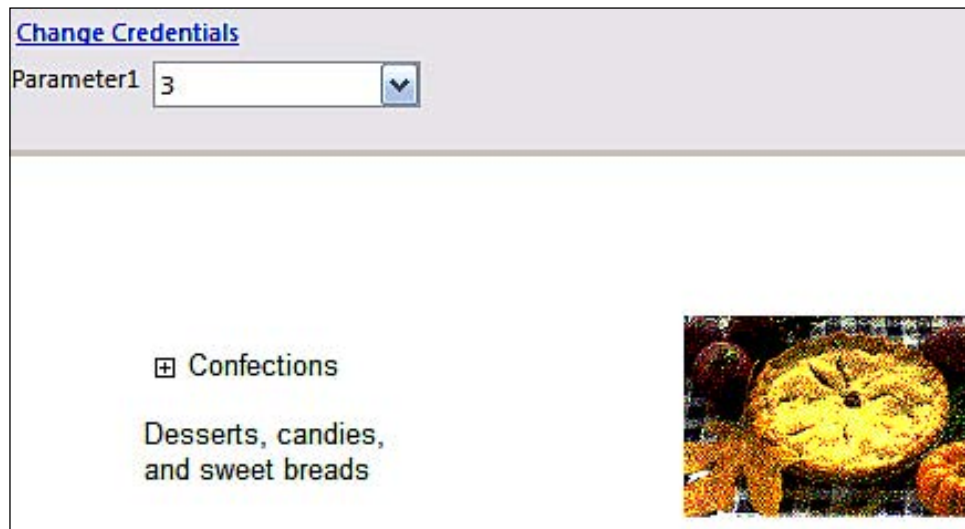 Change Credentials
Parameter1 3
Confections
Desserts, candies,
and sweet breads